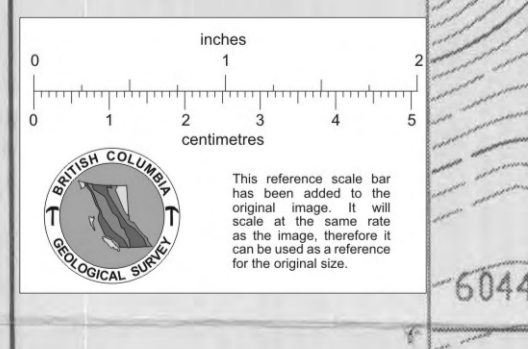 inches
0 1 2
0 1 2 3 4 5
centimetres
BRITISH COLUMBIA
GEOLOGICAL SURVEY
This reference scale bar
has been added to the
original image. It will
scale at the same rate
as the image, therefore it
can be used as a reference
for the original size.
6044